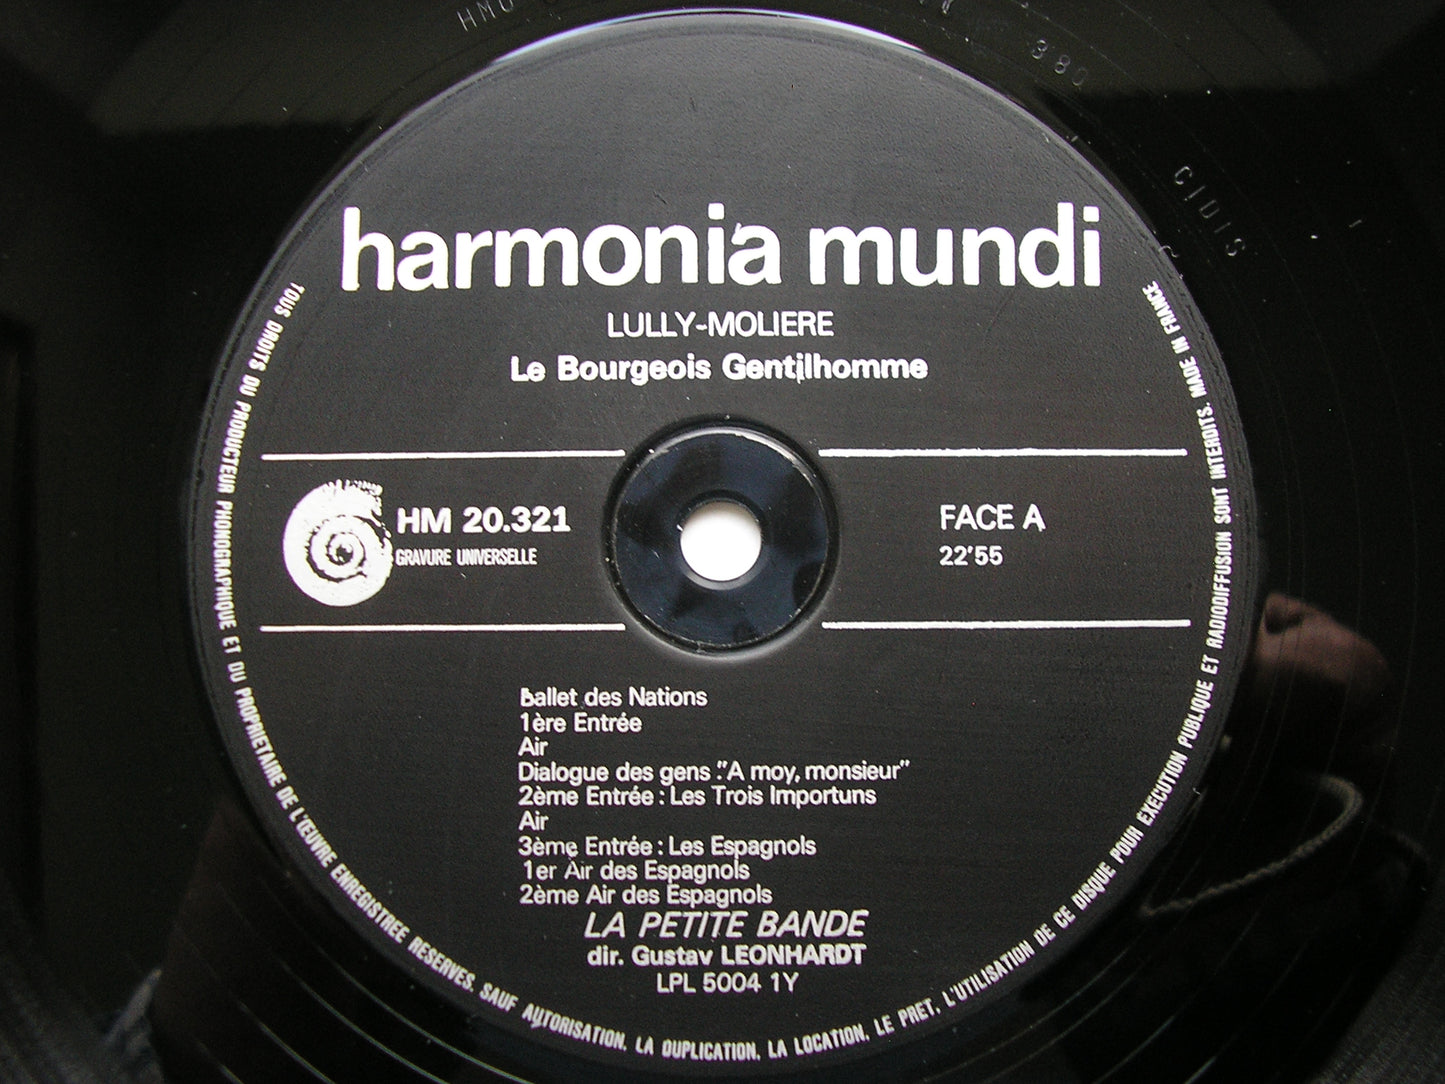 harmonia mundi
LULLY-MOLIERE
Le Bourgeois Gentilhomme
HM 20.321
GRAVURE UNIVERSELLE
FACE A
22'55
Ballet des Nations
1ère Entrée
Air
Dialogue des gens :"A moy, monsieur"
2ème Entrée : Les Trois Importuns
Air
3ème Entrée : Les Espagnols
1er Air des Espagnols
2ème Air des Espagnols
LA PETITE BANDE
dir. Gustav LEONHARDT
LPL 5004 1Y
TOUS DROITS DU PRODUCTEUR PHONOGRAPHIQUE ET DU PROPRIETAIRE DE L'ŒUVRE ENREGISTREE RESERVES. SAUF AUTORISATION, LA DUPLICATION, LA LOCATION, LE PRET, L'UTILISATION DE CE DISQUE POUR EXECUTION PUBLIQUE ET RADIODIFFUSION SONT INTERDITS. MADE IN FRANCE
380
CIDIS